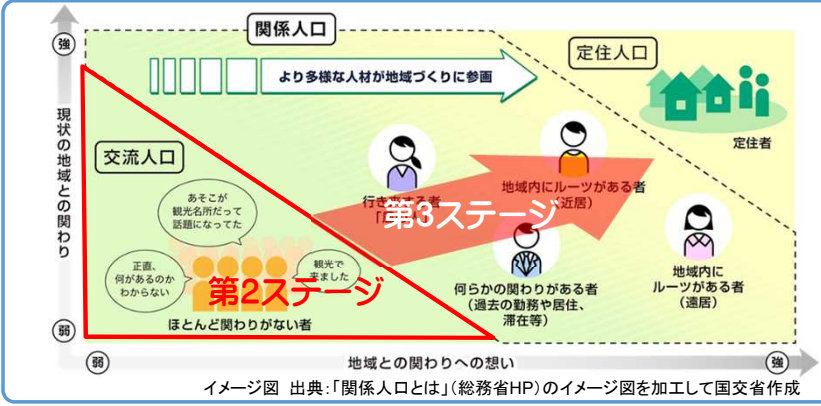 関係人口
定住人口
強
より多様な人材が地域づくりに参画
定住者
現状の地域との関わり
交流人口
あそこが
観光名所だって
話題になってた
正直、
何があるのか
わからない
観光で
来ました
第2ステージ
ほとんど関わりがない者
行き
者
第3ステージ
地域内にルーツがある者
(近居)
何らかの関わりがある者
(過去の勤務や居住、
滞在等)
地域内に
ルーツがある者
(遠居)
弱
弱
地域との関わりへの想い
強
イメージ図 出典:「関係人口とは」(総務省HP)のイメージ図を加工して国交省作成